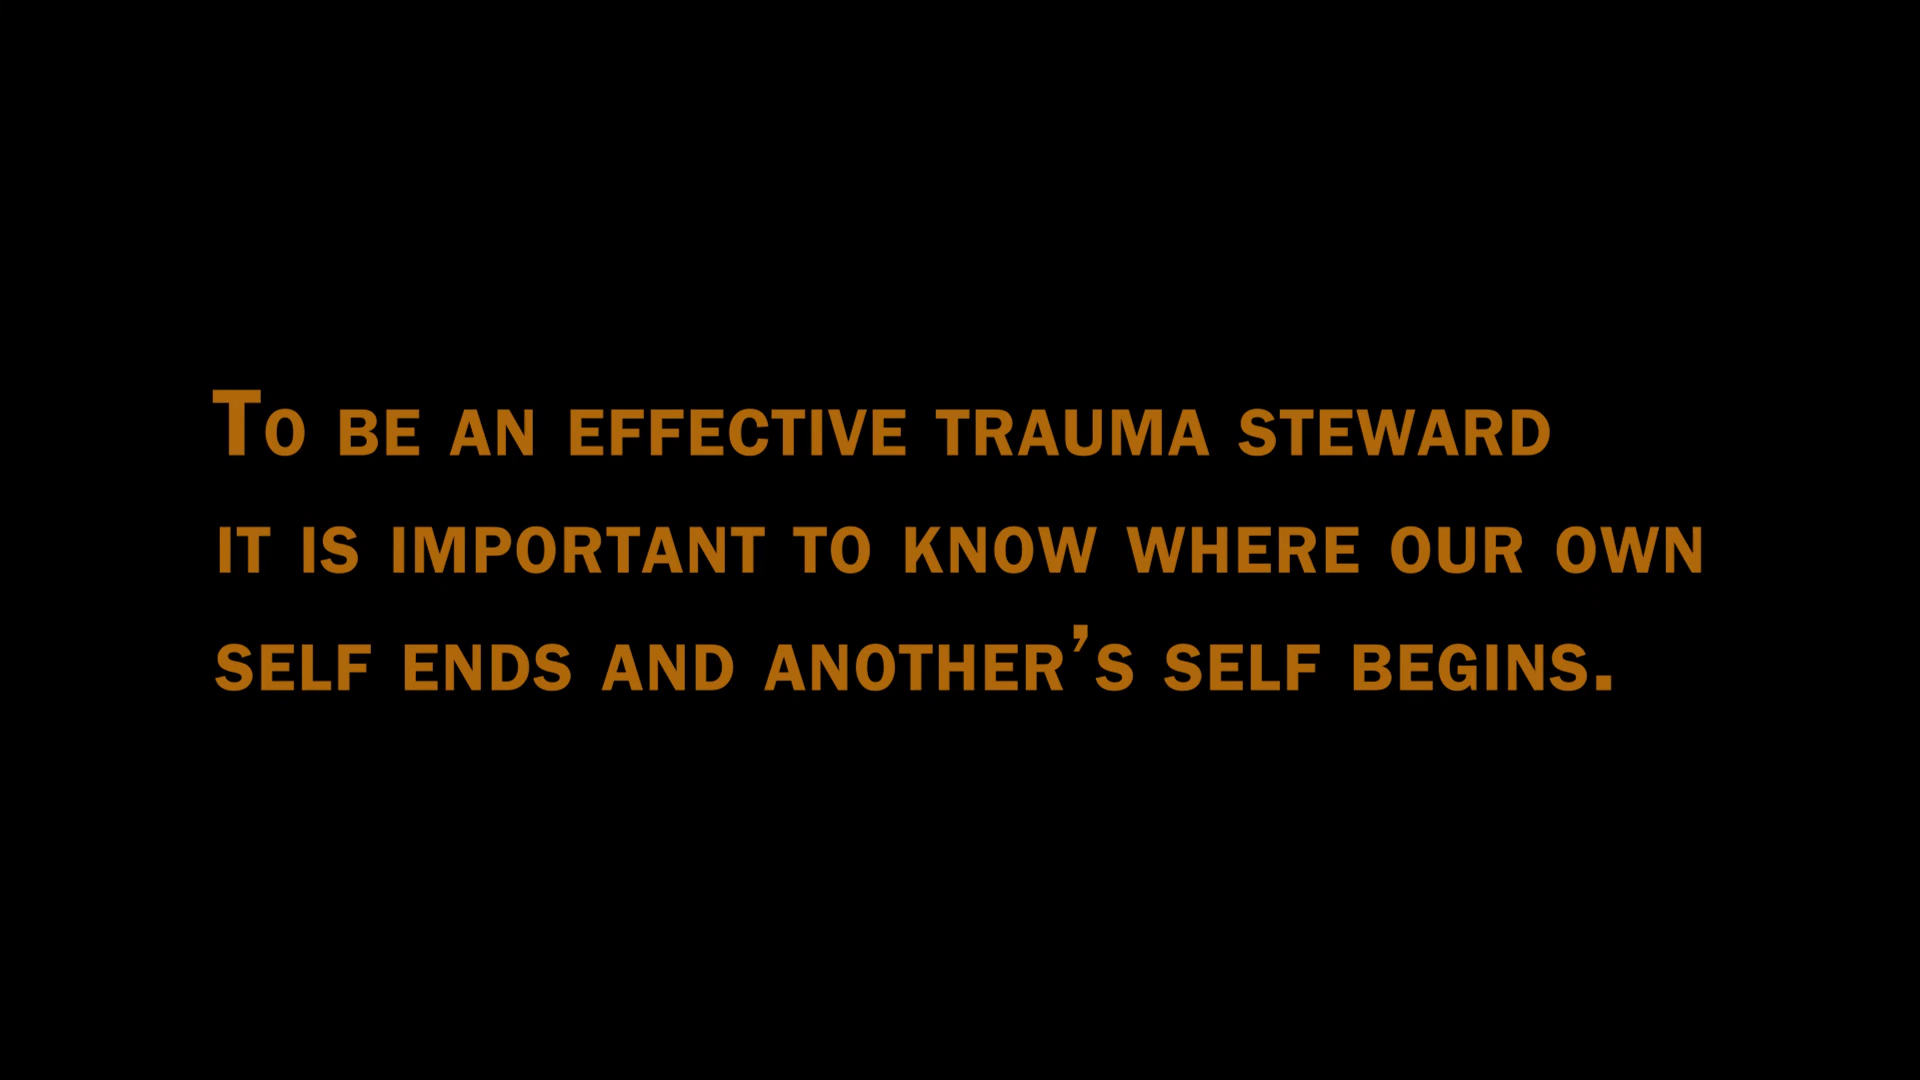 To be an effective trauma steward
it is important to know where our own
self ends and another’s self begins.